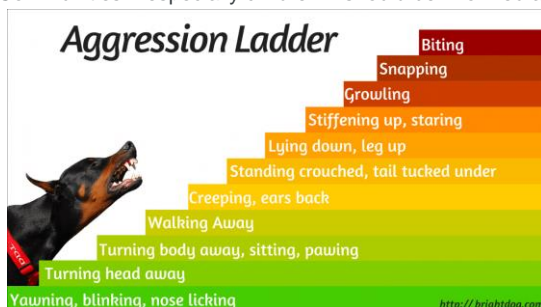 Aggression Ladder
Biting
Snapping
Growling
Stiffening up, staring
Lying down, leg up
Standing crouched, tail tucked under
Creeping, ears back
Walking Away
Turning body away, sitting, pawing
Turning head away
Yawning, blinking, nose licking
http://brightdog.com